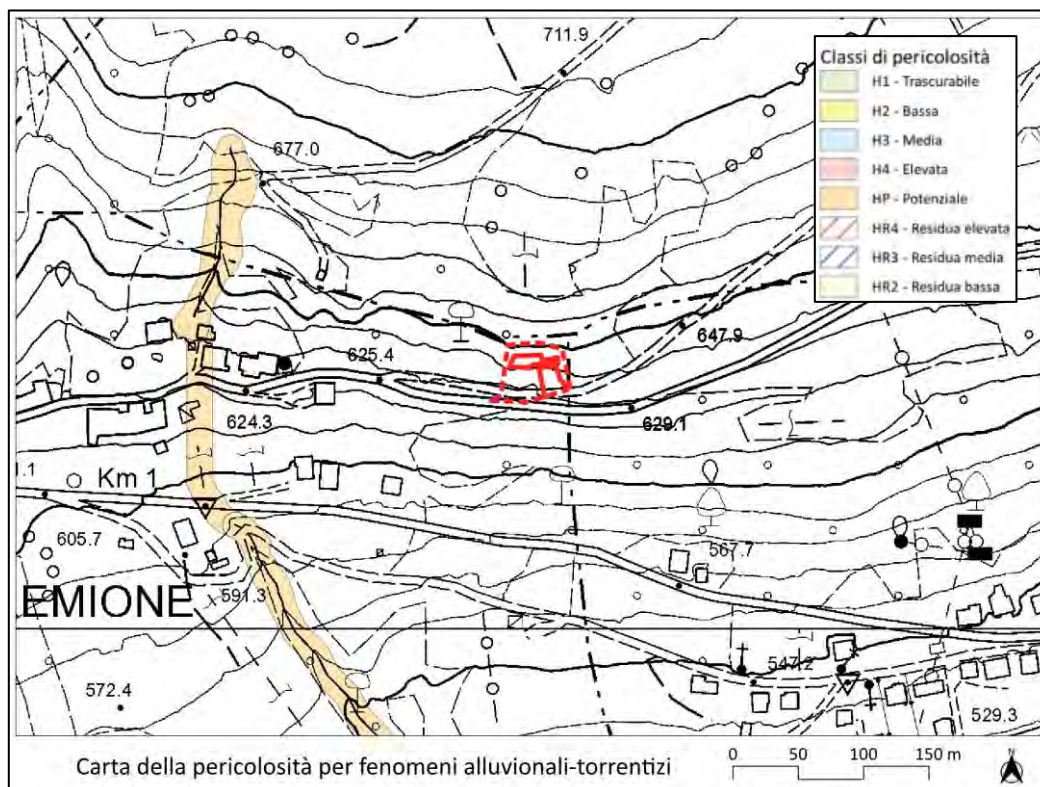 711.9
Classi di pericolosità
H1 - Trascurabile
H2 - Bassa
H3 - Media
H4 - Elevata
HP - Potenziale
HR4 - Residua elevata
HR3 - Residua media
HR2 - Residua bassa
677.0
647.9
625.4
624.3
629.1
1.1
Km 1
605.7
567.7
EMIONE
591.3
547.2
572.4
529.3
Carta della pericolosità per fenomeni alluvionali-torrentizi
0 50 100 150 m
N